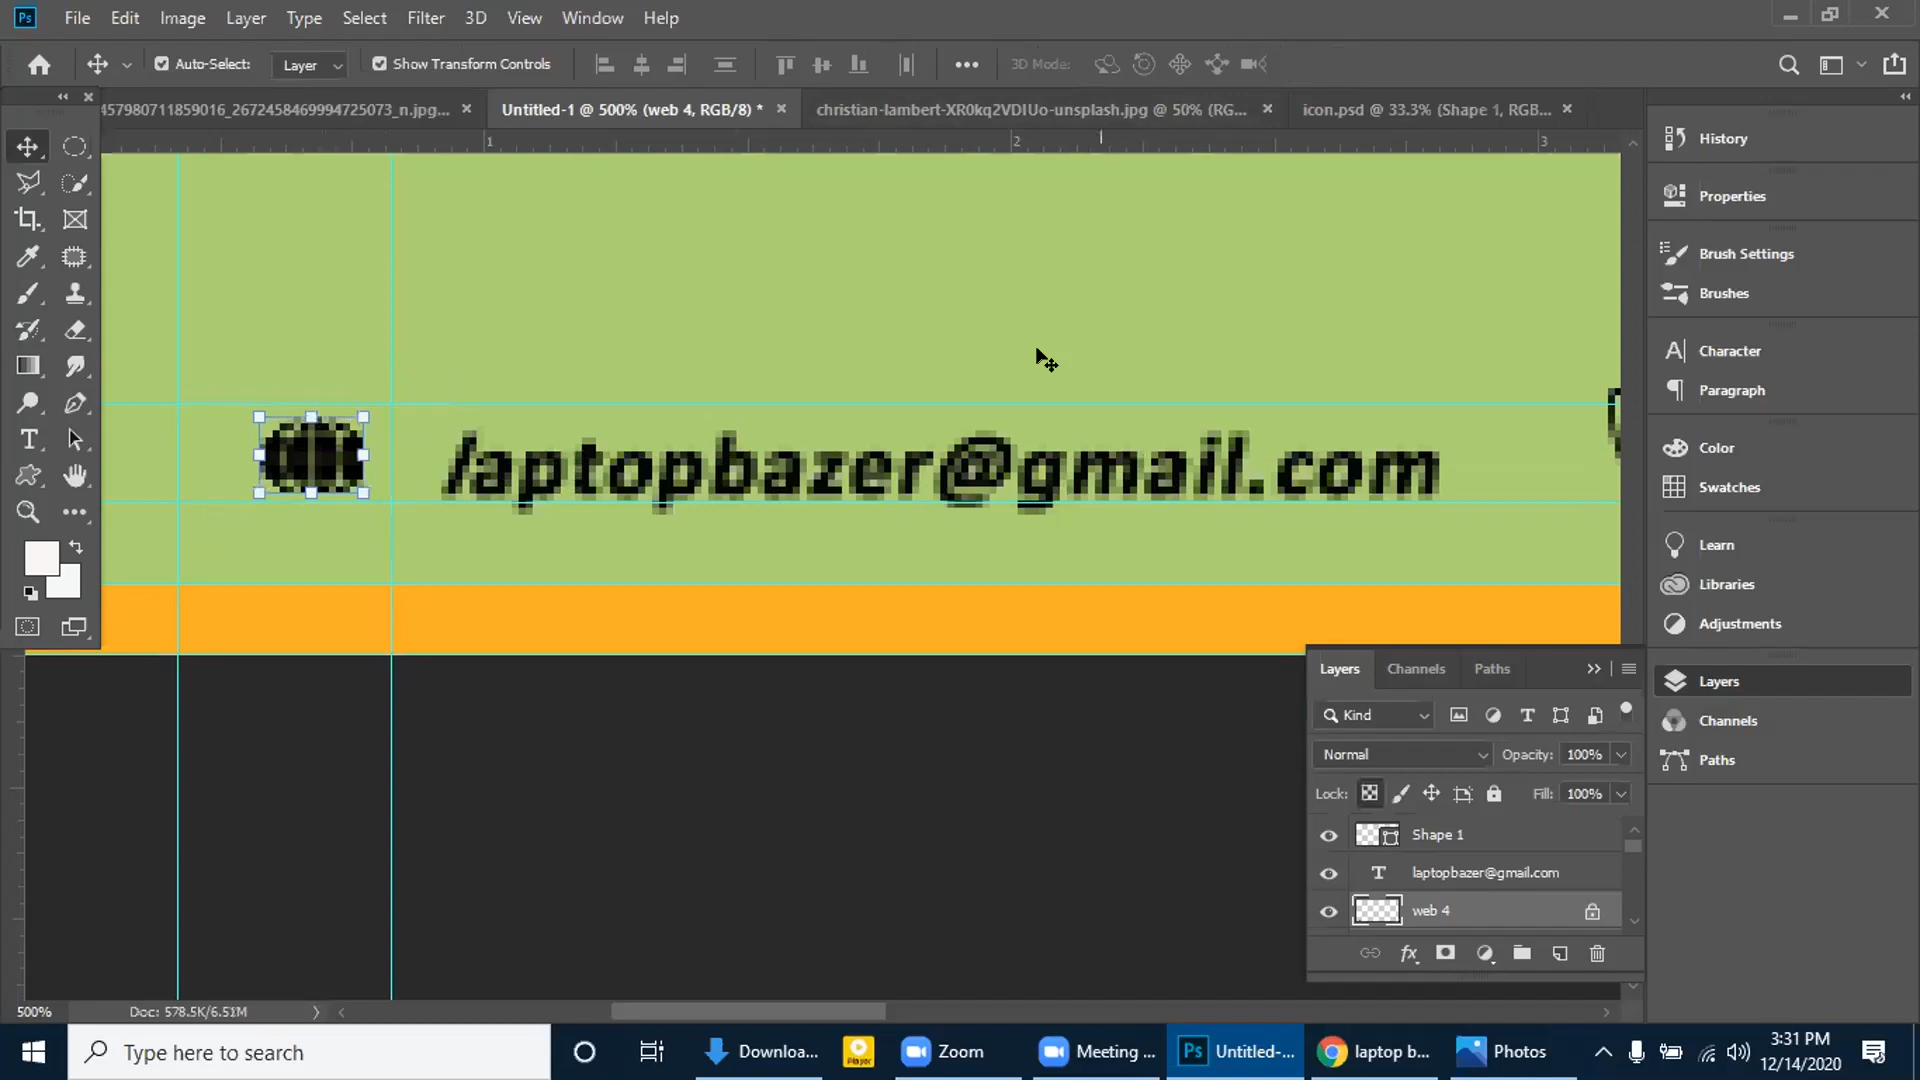 Ps File Edit Image Layer Type Select Filter 3D View Window Help
Auto-Select: Layer Show Transform Controls 3D Mode:
457980711859016_2672458469994725073_n.jpg... Untitled-1 @ 500% (web 4, RGB/8) * christian-lambert-XR0kq2VDIUo-unsplash.jpg @ 50% (RG... icon.psd @ 33.3% (Shape 1, RGB...
1 2 3
History
Properties
Brush Settings
Brushes
Character
Paragraph
Color
Swatches
Learn
Libraries
Adjustments
Layers
Channels
Paths
laptopbazer@gmail.com
Layers Channels Paths
Kind
Normal Opacity: 100%
Lock: Fill: 100%
Shape 1
T laptopbazer@gmail.com
web 4
500% Doc: 578.5K/6.51M
Type here to search
Downloa...
Player
Zoom
Meeting ...
Ps Untitled-...
laptop b...
Photos
3:31 PM
12/14/2020